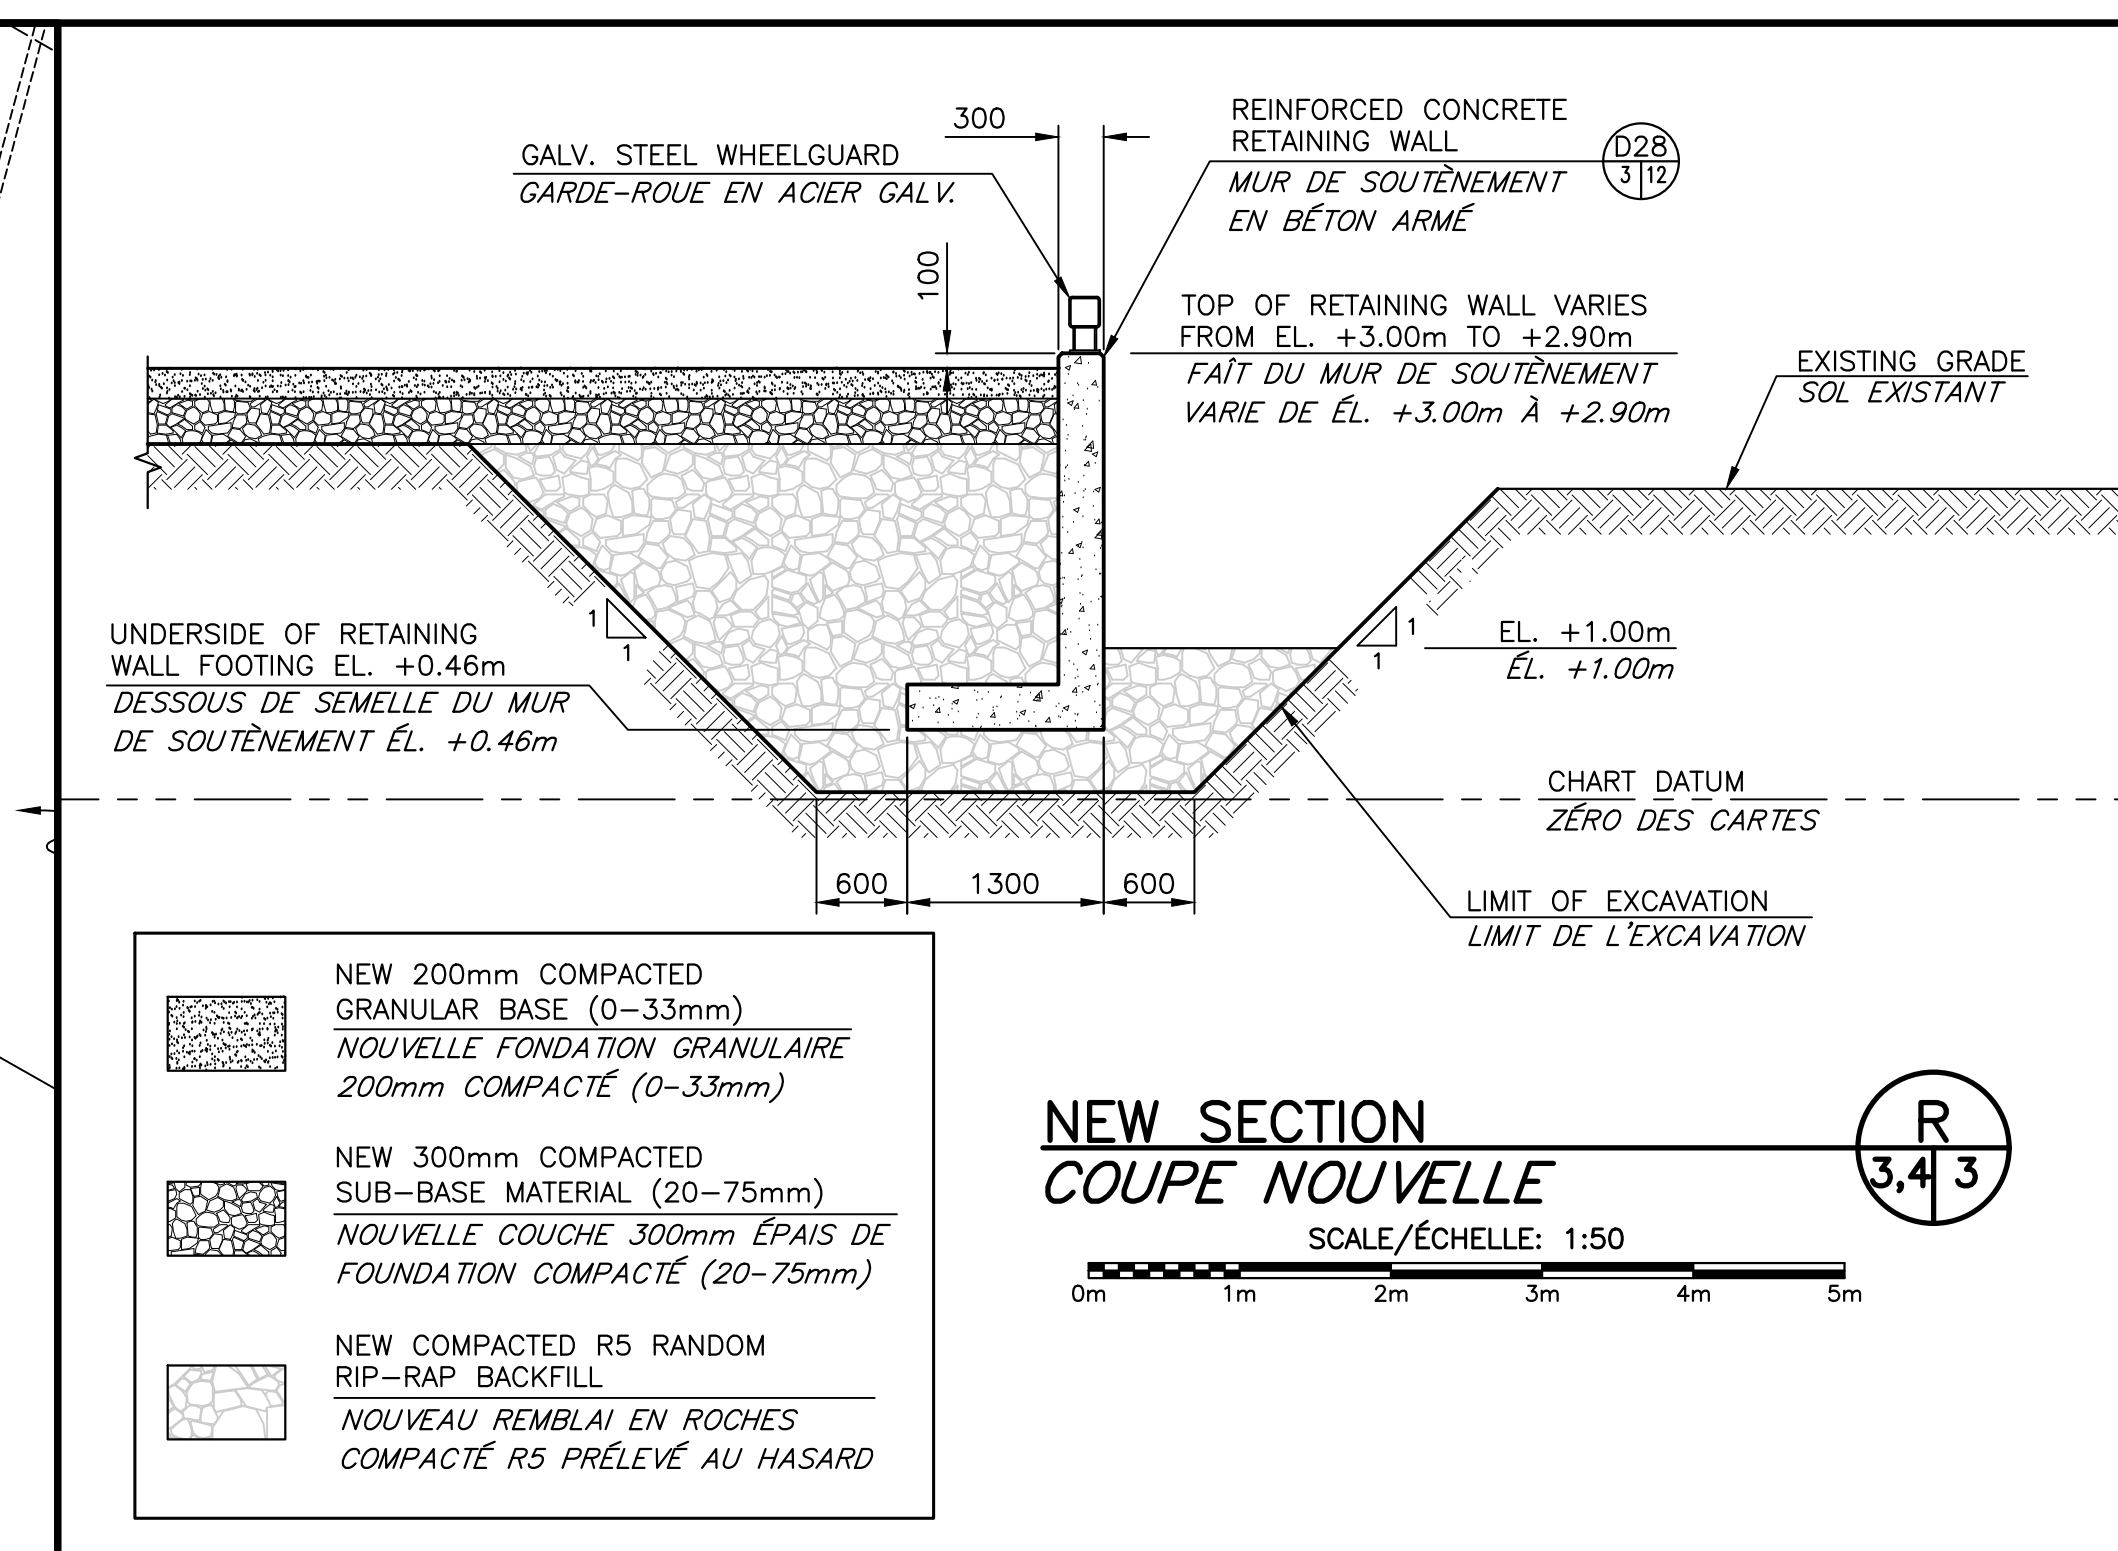 300
REINFORCED CONCRETE
RETAINING WALL
MUR DE SOUTÈNEMENT
EN BÉTON ARMÉ
D28
3 12
GALV. STEEL WHEELGUARD
GARDE-ROUE EN ACIER GALV.
100
TOP OF RETAINING WALL VARIES
FROM EL. +3.00m TO +2.90m
FAÎT DU MUR DE SOUTÈNEMENT
VARIE DE ÉL. +3.00m À +2.90m
EXISTING GRADE
SOL EXISTANT
1
1
1
1
UNDERSIDE OF RETAINING
WALL FOOTING EL. +0.46m
DESSOUS DE SEMELLE DU MUR
DE SOUTÈNEMENT ÉL. +0.46m
EL. +1.00m
ÉL. +1.00m
CHART DATUM
ZÉRO DES CARTES
600
1300
600
LIMIT OF EXCAVATION
LIMIT DE L'EXCAVATION
NEW 200mm COMPACTED
GRANULAR BASE (0-33mm)
NOUVELLE FONDATION GRANULAIRE
200mm COMPACTÉ (0-33mm)
NEW 300mm COMPACTED
SUB-BASE MATERIAL (20-75mm)
NOUVELLE COUCHE 300mm ÉPAIS DE
FOUNDATION COMPACTÉ (20-75mm)
NEW COMPACTED R5 RANDOM
RIP-RAP BACKFILL
NOUVEAU REMBLAI EN ROCHES
COMPACTÉ R5 PRÉLEVÉ AU HASARD
NEW SECTION
COUPE NOUVELLE
R
3,4 3
SCALE/ÉCHELLE: 1:50
0m 1m 2m 3m 4m 5m